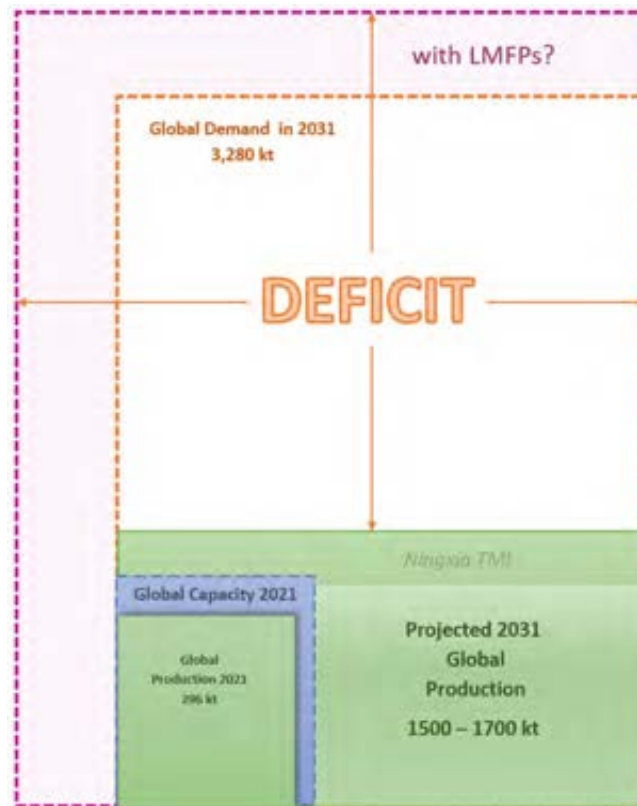 with LMFPs?
Global Demand in 2031
3,280 kt
DEFICIT
Ningxia TMI
Global Capacity 2021
Global
Production 2021
296 kt
Projected 2031
Global
Production
1500 – 1700 kt